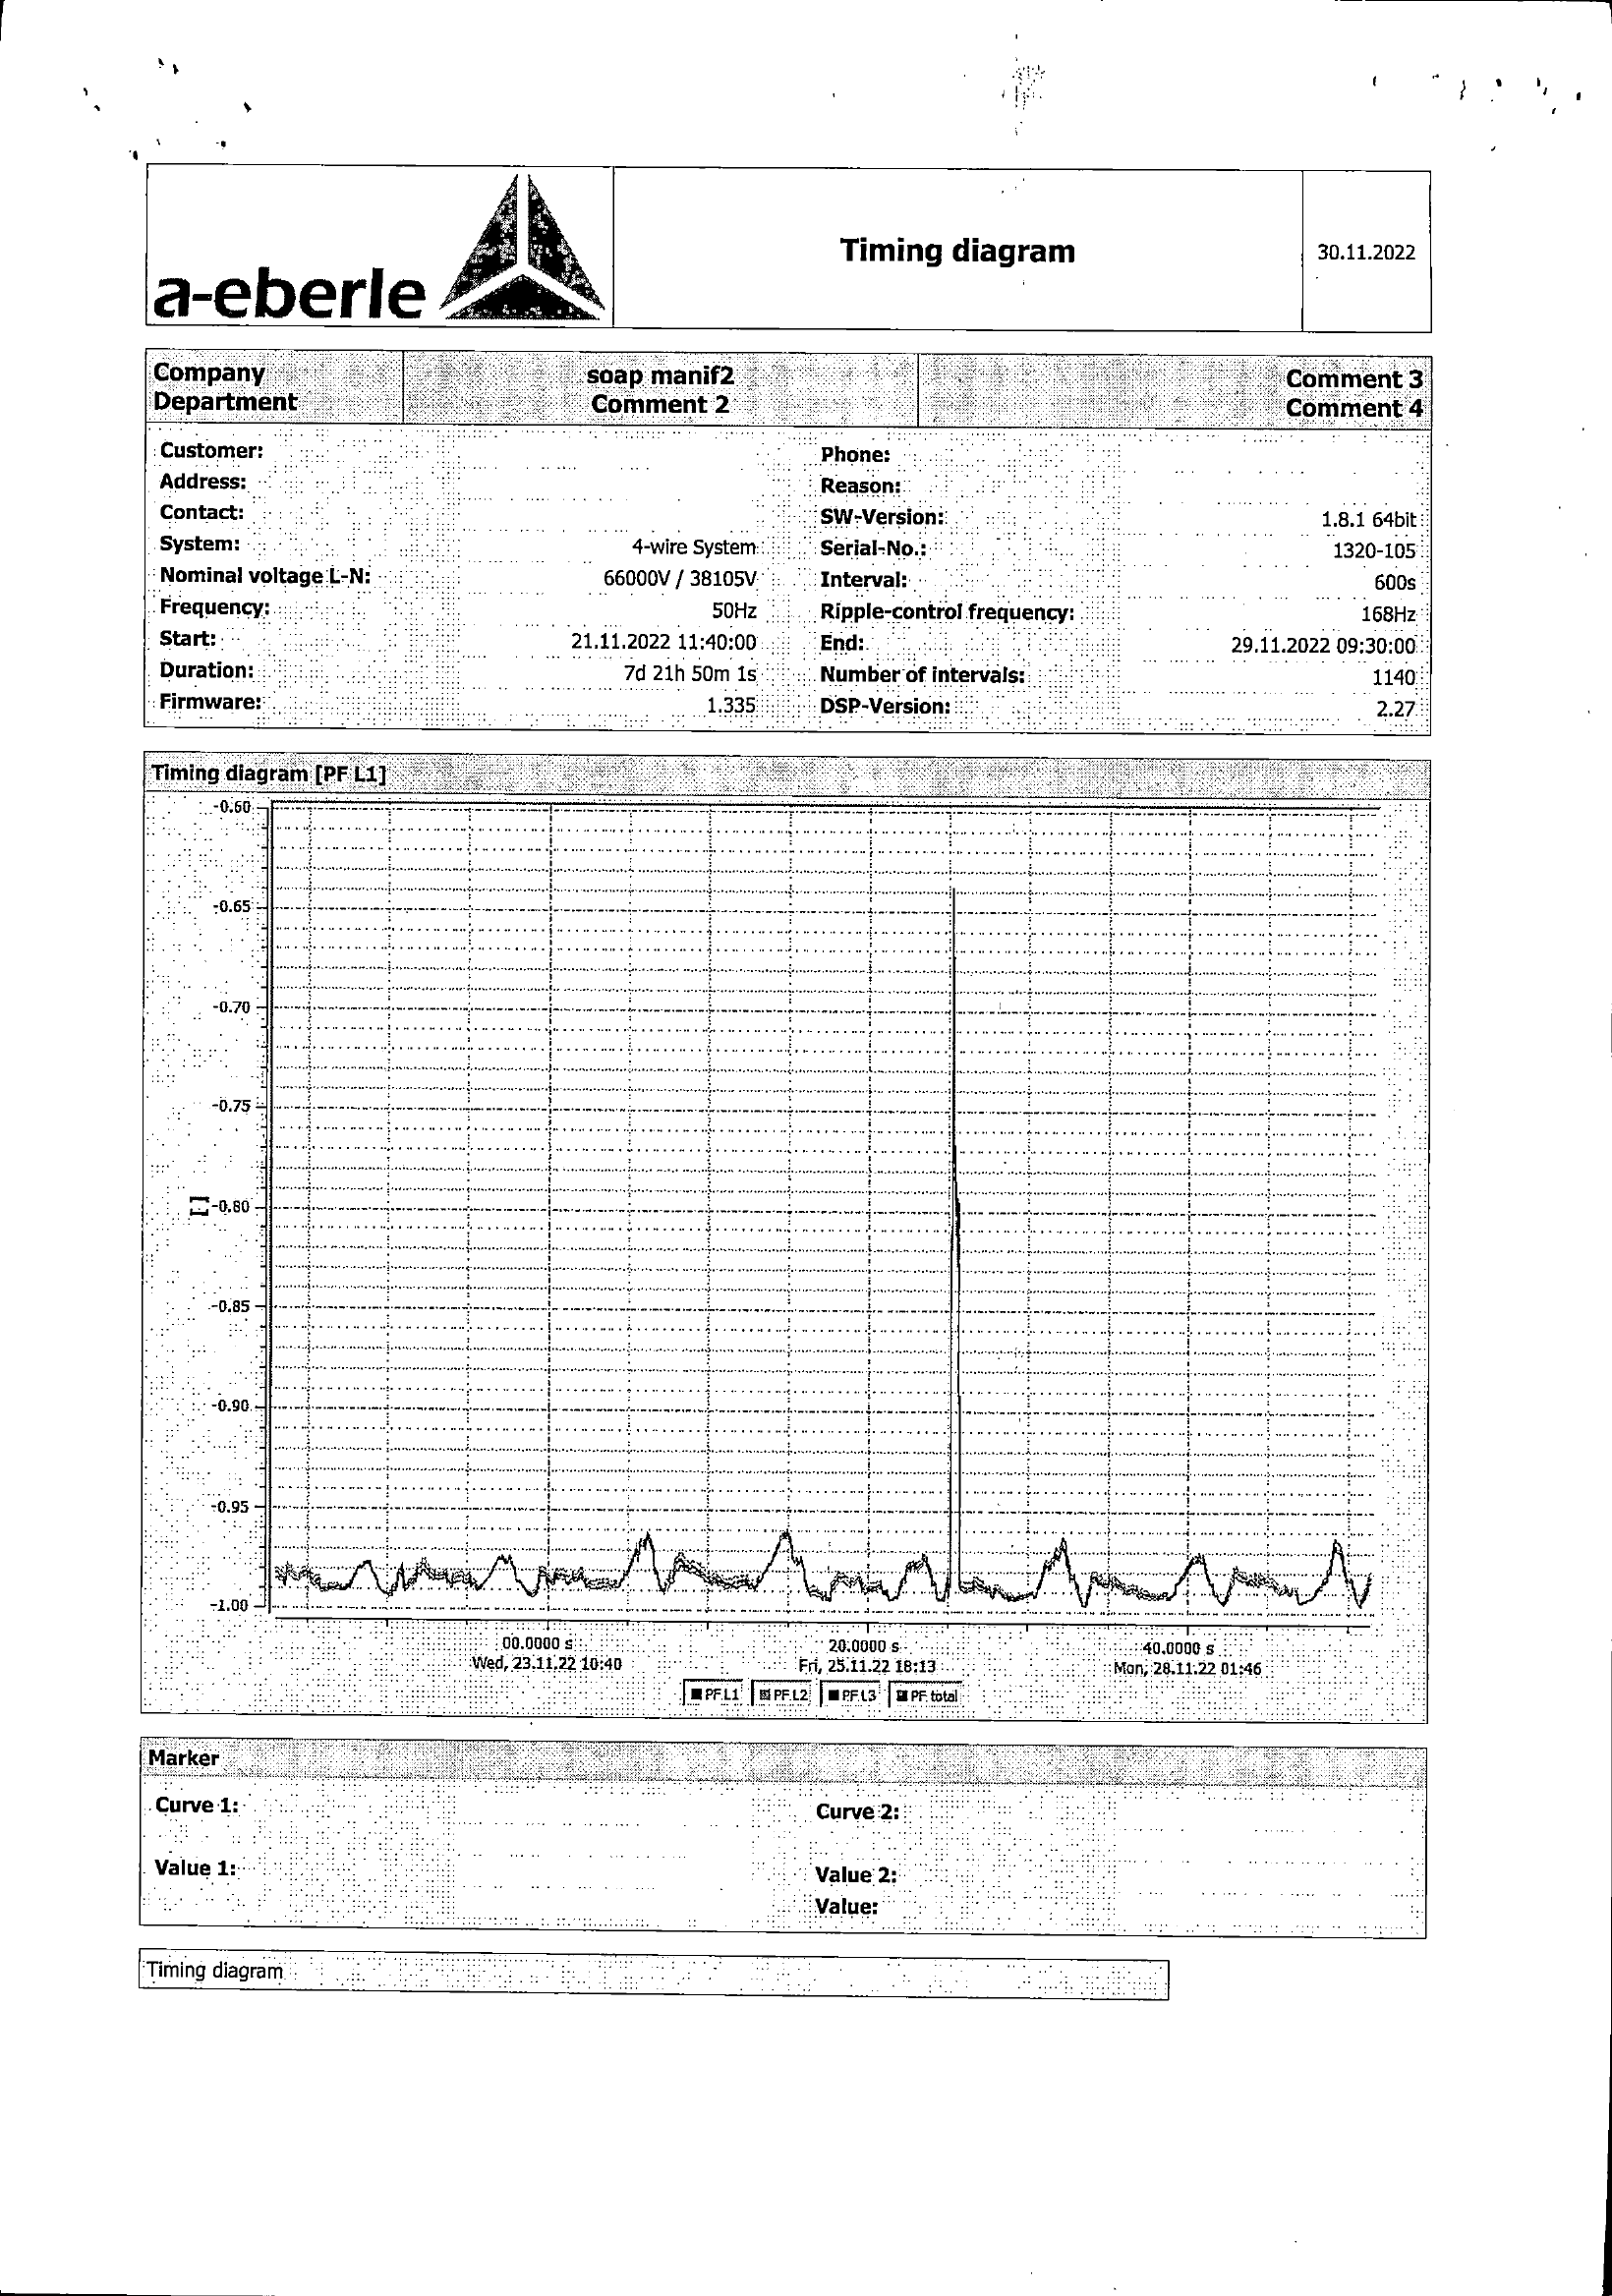 a-eberle
Timing diagram
30.11.2022
Company
Department
soap manif2
Comment 2
Comment 3
Comment 4
Customer:
Address:
Contact:
System: 4-wire System
Nominal voltage L-N: 66000V / 38105V
Frequency: 50Hz
Start: 21.11.2022 11:40:00
Duration: 7d 21h 50m 1s
Firmware: 1.335
Phone:
Reason:
SW-Version: 1.8.1 64bit
Serial-No.: 1320-105
Interval: 600s
Ripple-control frequency: 168Hz
End: 29.11.2022 09:30:00
Number of intervals: 1140
DSP-Version: 2.27
Timing diagram [PF L1]
-0.60
-0.65
-0.70
-0.75
[] -0.80
-0.85
-0.90
-0.95
-1.00
00.0000 s
Wed, 23.11.22 10:40
20.0000 s
Fri, 25.11.22 18:13
40.0000 s
Mon, 28.11.22 01:46
PF L1 PF L2 PF L3 PF total
Marker
Curve 1:
Value 1:
Curve 2:
Value 2:
Value:
Timing diagram